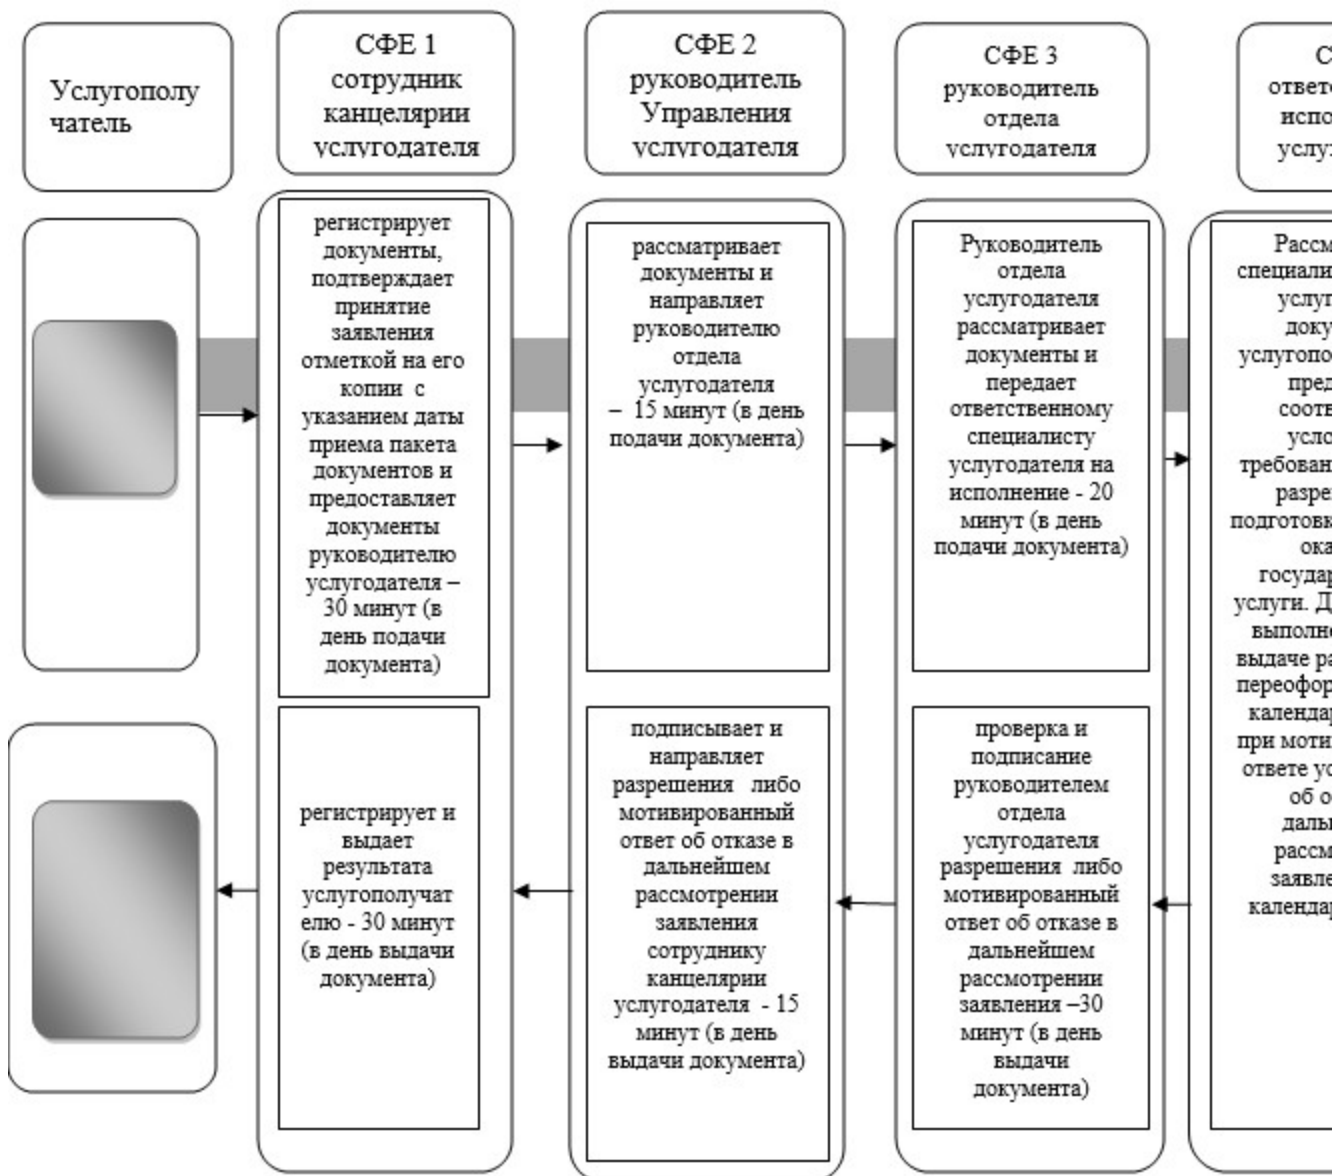 Услугополу
чатель
СФЕ 1
сотрудник
канцелярии
услугодателя
СФЕ 2
руководитель
Управления
услугодателя
СФЕ 3
руководитель
отдела
услугодателя
регистрирует
документы,
подтверждает
принятие
заявления
отметкой на его
копии с
указанием даты
приема пакета
документов и
предоставляет
документы
руководителю
услугодателя –
30 минут (в
день подачи
документа)
рассматривает
документы и
направляет
руководителю
отдела
услугодателя
– 15 минут (в день
подачи документа)
Руководитель
отдела
услугодателя
рассматривает
документы и
передает
ответственному
специалисту
услугодателя на
исполнение - 20
минут (в день
подачи документа)
услуги.
выдаче
при
ответе
об
регистрирует и
выдает
результата
услугополучат
елю - 30 минут
(в день выдачи
документа)
подписывает и
направляет
разрешения либо
мотивированный
ответ об отказе в
дальнейшем
рассмотрении
заявления
сотруднику
канцелярии
услугодателя - 15
минут (в день
выдачи документа)
проверка и
подписание
руководителем
отдела
услугодателя
разрешения либо
мотивированный
ответ об отказе в
дальнейшем
рассмотрении
заявления –30
минут (в день
выдачи
документа)